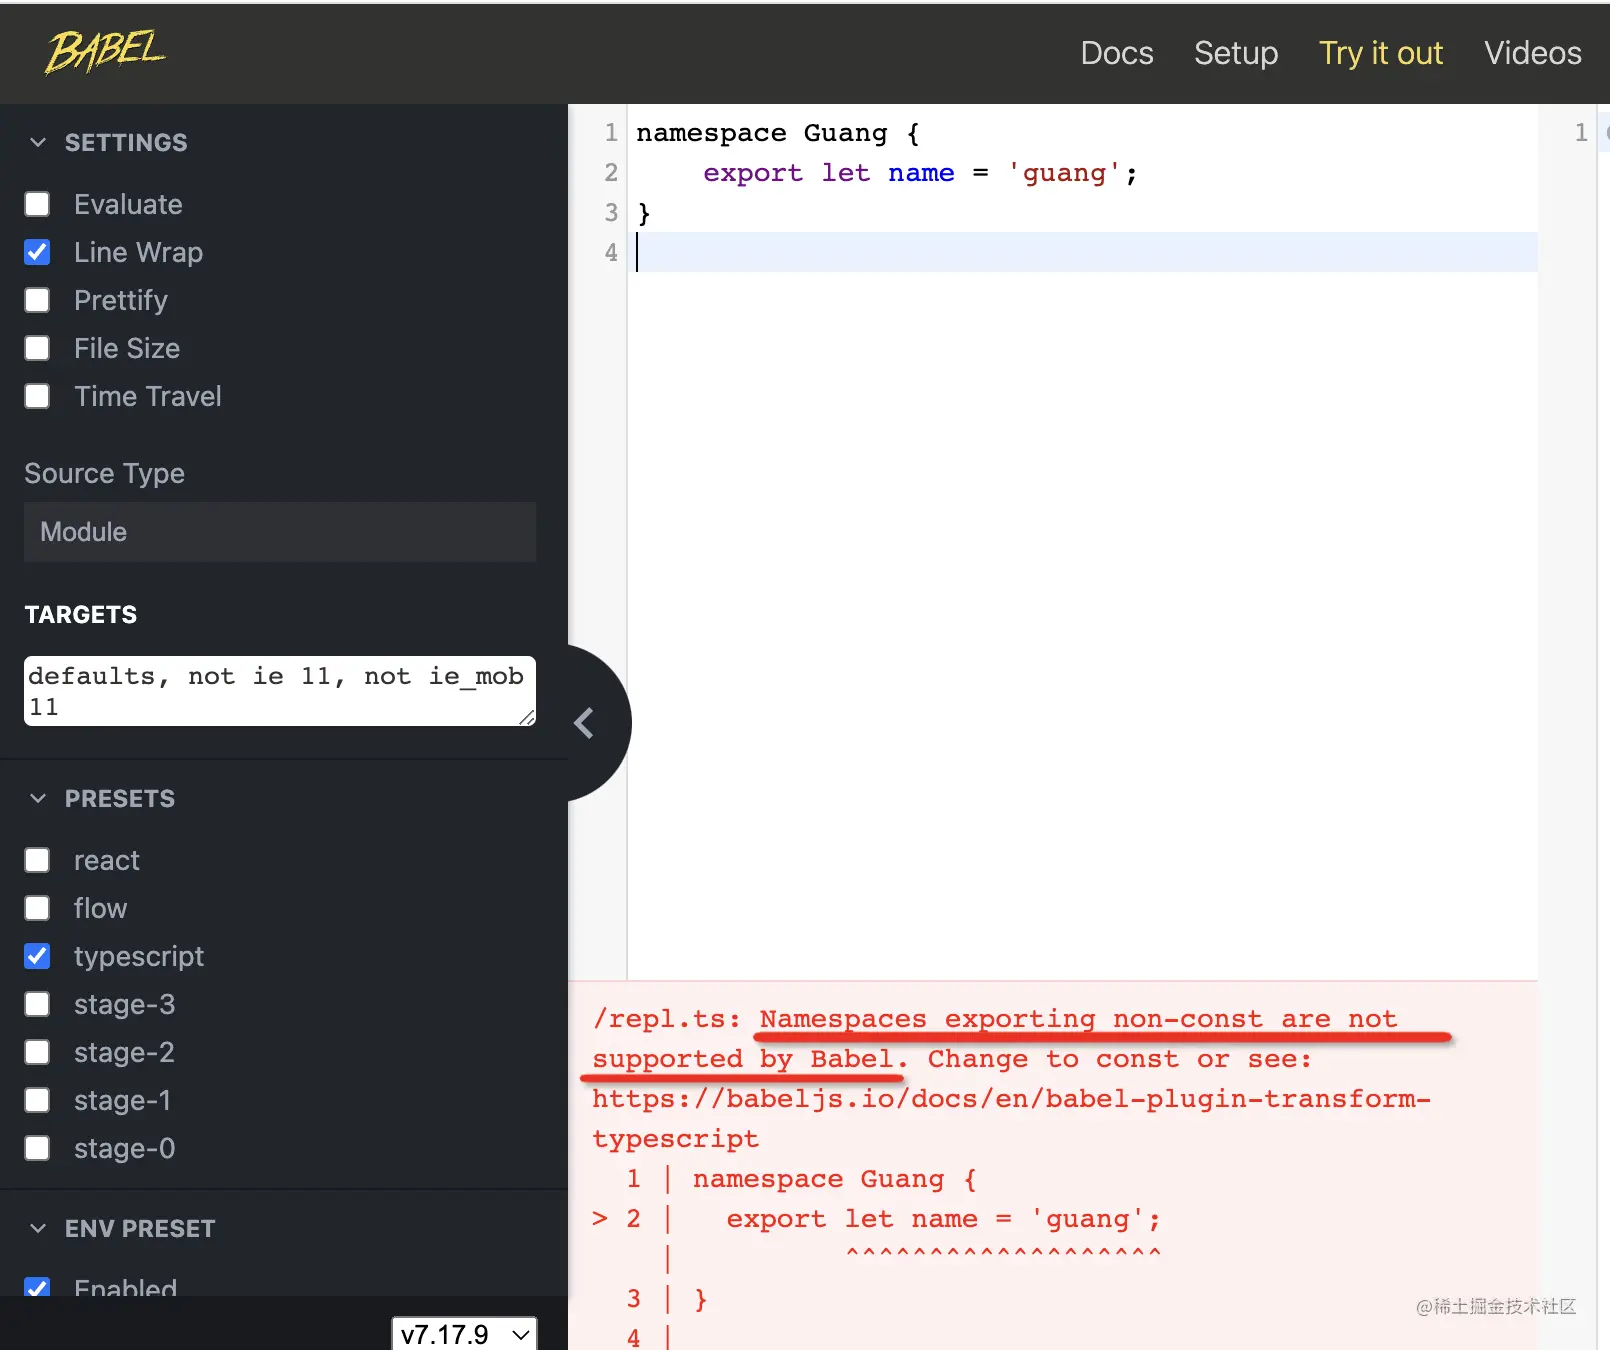 BABEL
Docs Setup Try it out Videos
SETTINGS
Evaluate
Line Wrap
Prettify
File Size
Time Travel
Source Type
Module
TARGETS
defaults, not ie 11, not ie_mob
11
PRESETS
react
flow
typescript
stage-3
stage-2
stage-1
stage-0
ENV PRESET
Enabled
v7.17.9
1 namespace Guang {
2 export let name = 'guang';
3 }
4
1
/repl.ts: Namespaces exporting non-const are not
supported by Babel. Change to const or see:
https://babeljs.io/docs/en/babel-plugin-transform-
typescript
1 | namespace Guang {
> 2 | export let name = 'guang';
| ^^^^^^^^^^^^^^^^^^^
3 | }
4 |
@稀土掘金技术社区